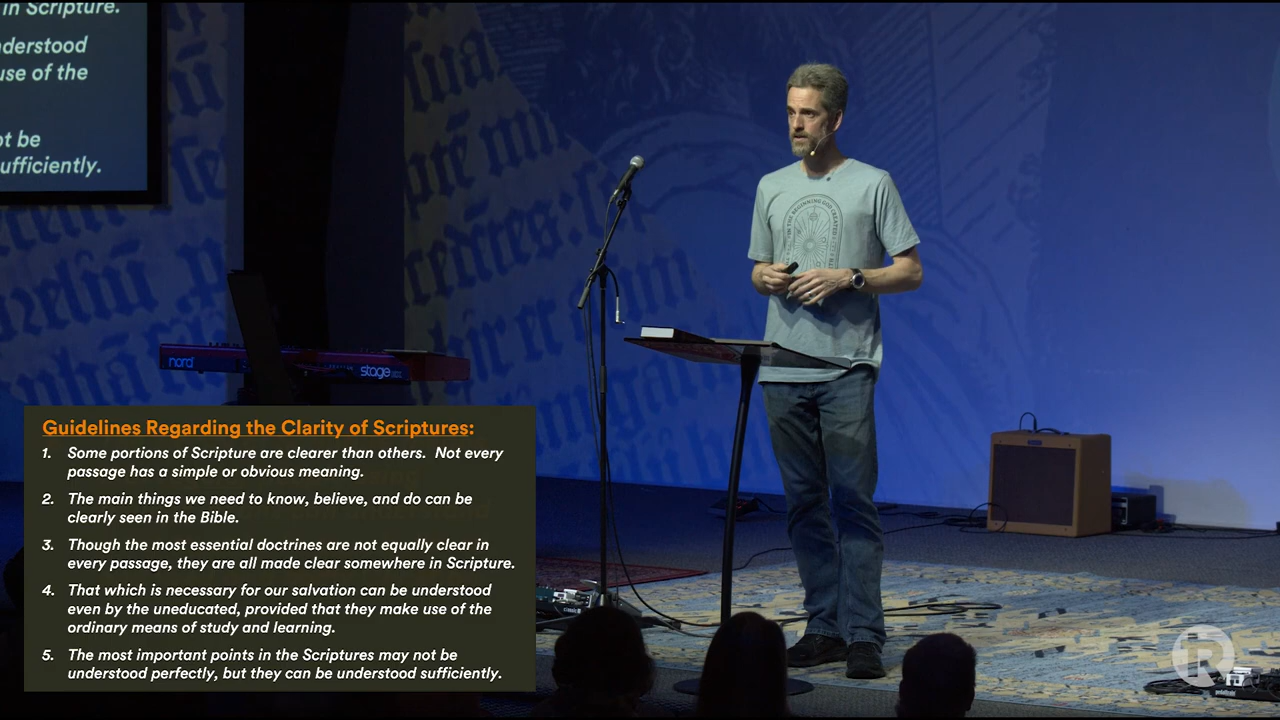 in Scripture.
derstood
use of the
ot be
ufficiently.
IN THE BEGINNING GOD CREATED
nord
stage
Guidelines Regarding the Clarity of Scriptures:
1. Some portions of Scripture are clearer than others. Not every
passage has a simple or obvious meaning.
2. The main things we need to know, believe, and do can be
clearly seen in the Bible.
3. Though the most essential doctrines are not equally clear in
every passage, they are all made clear somewhere in Scripture.
4. That which is necessary for our salvation can be understood
even by the uneducated, provided that they make use of the
ordinary means of study and learning.
5. The most important points in the Scriptures may not be
understood perfectly, but they can be understood sufficiently.
R